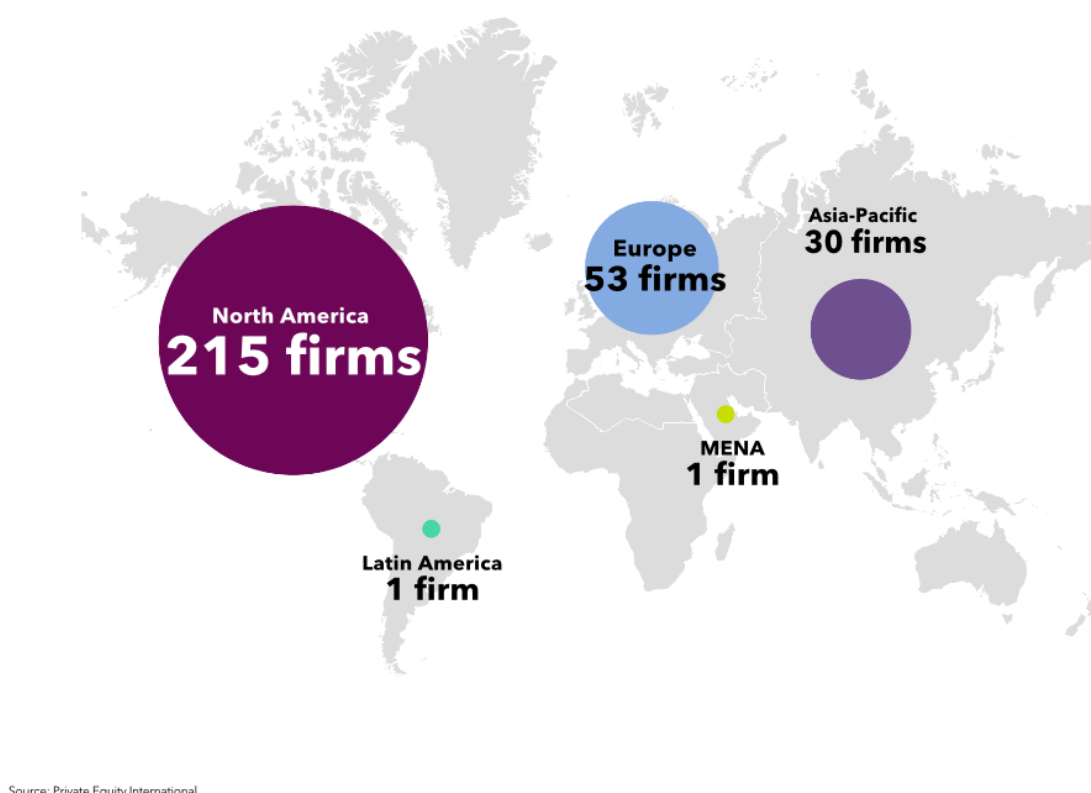 North America
215 firms
Europe
53 firms
Asia-Pacific
30 firms
MENA
1 firm
Latin America
1 firm
Source: Private Equity International